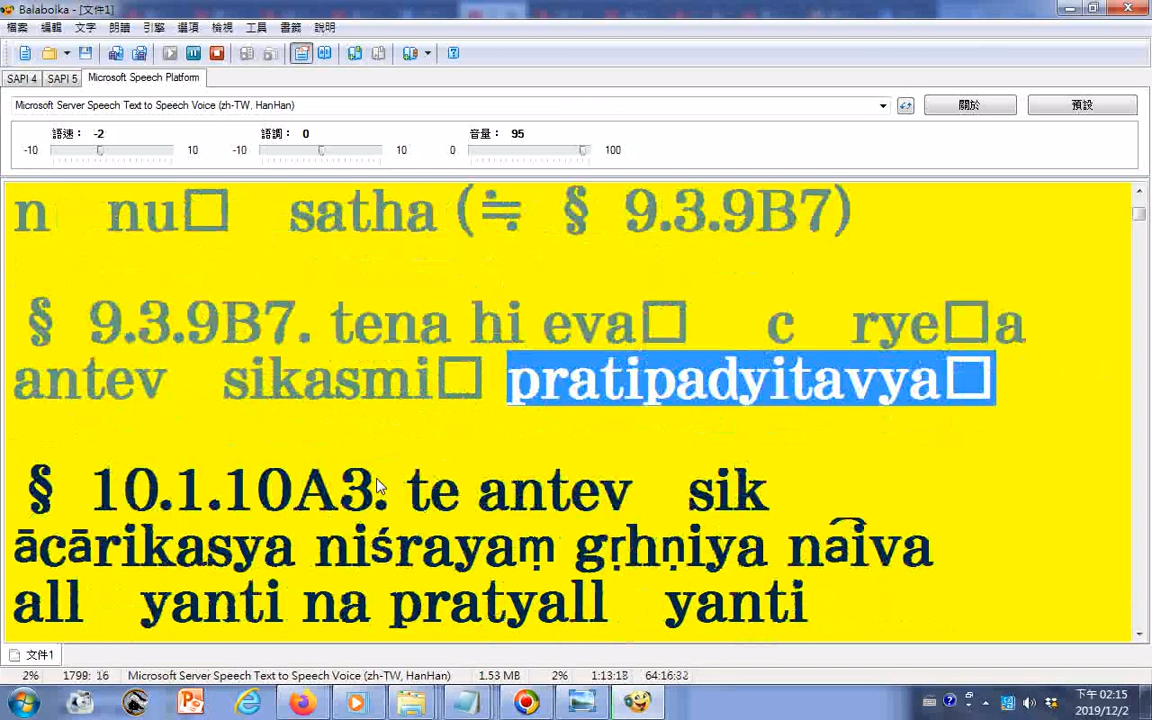 Balabolka - [文件1]
檔案 編輯 文字 朗讀 引擎 選項 檢視 工具 書籤 說明
SAPI 4 SAPI 5 Microsoft Speech Platform
Microsoft Server Speech Text to Speech Voice (zh-TW, HanHan) 關於 預設
語速： -2 語調： 0 音量： 95
-10 10 -10 10 0 100
n nu□ satha (≒ § 9.3.9B7)
§ 9.3.9B7. tena hi eva□ c rye□a
antev sikasmi□ pratipadyitavya□
§ 10.1.10A3. te antev sik
ācārikasya niśrayaṃ gṛhṇiya na͡iva
all yanti na pratyall yanti
文件1
2% 1799: 16 Microsoft Server Speech Text to Speech Voice (zh-TW, HanHan) 1.53 MB 2% 1:13:18 64:16:32
下午 02:15
2019/12/2